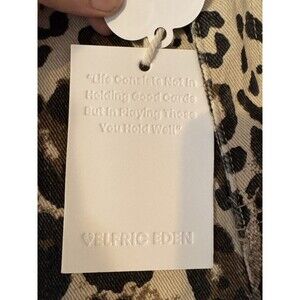 "Life Consists Not In
Holding Good Cards
But In Playing Those
You Hold Well"
VELFRIC EDEN